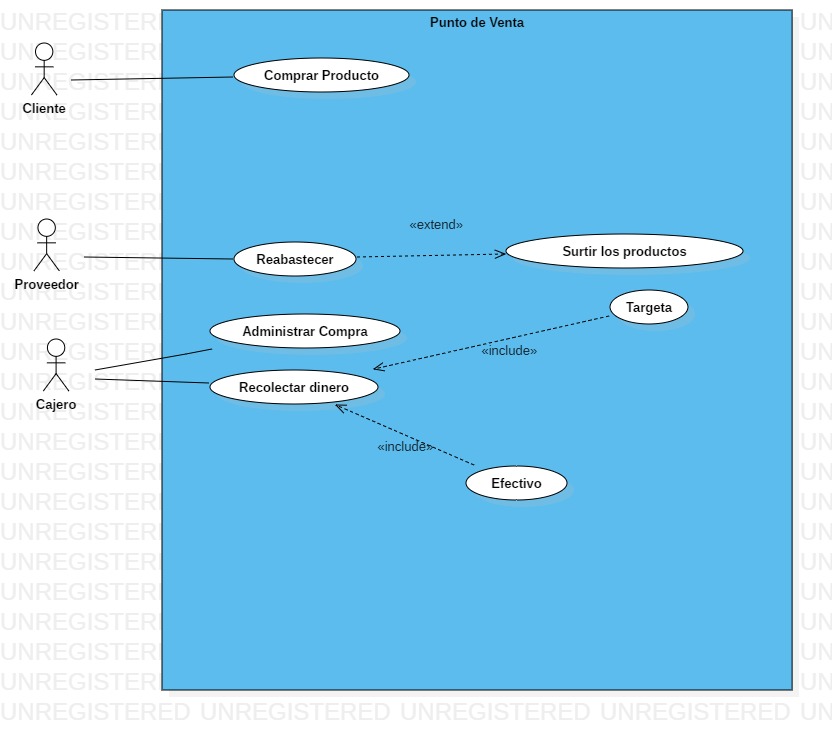 Punto de Venta
Cliente
Comprar Producto
Proveedor
Reabastecer
«extend»
Surtir los productos
Targeta
Administrar Compra
«include»
Cajero
Recolectar dinero
«include»
Efectivo
UNREGISTERED UNREGISTERED UNREGISTERED UNREGISTERED UN